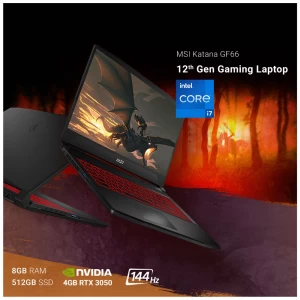 MSI Katana GF66
12th Gen Gaming Laptop
intel
CORE
i7
msi
8GB RAM
512GB SSD
NVIDIA
4GB RTX 3050
144Hz